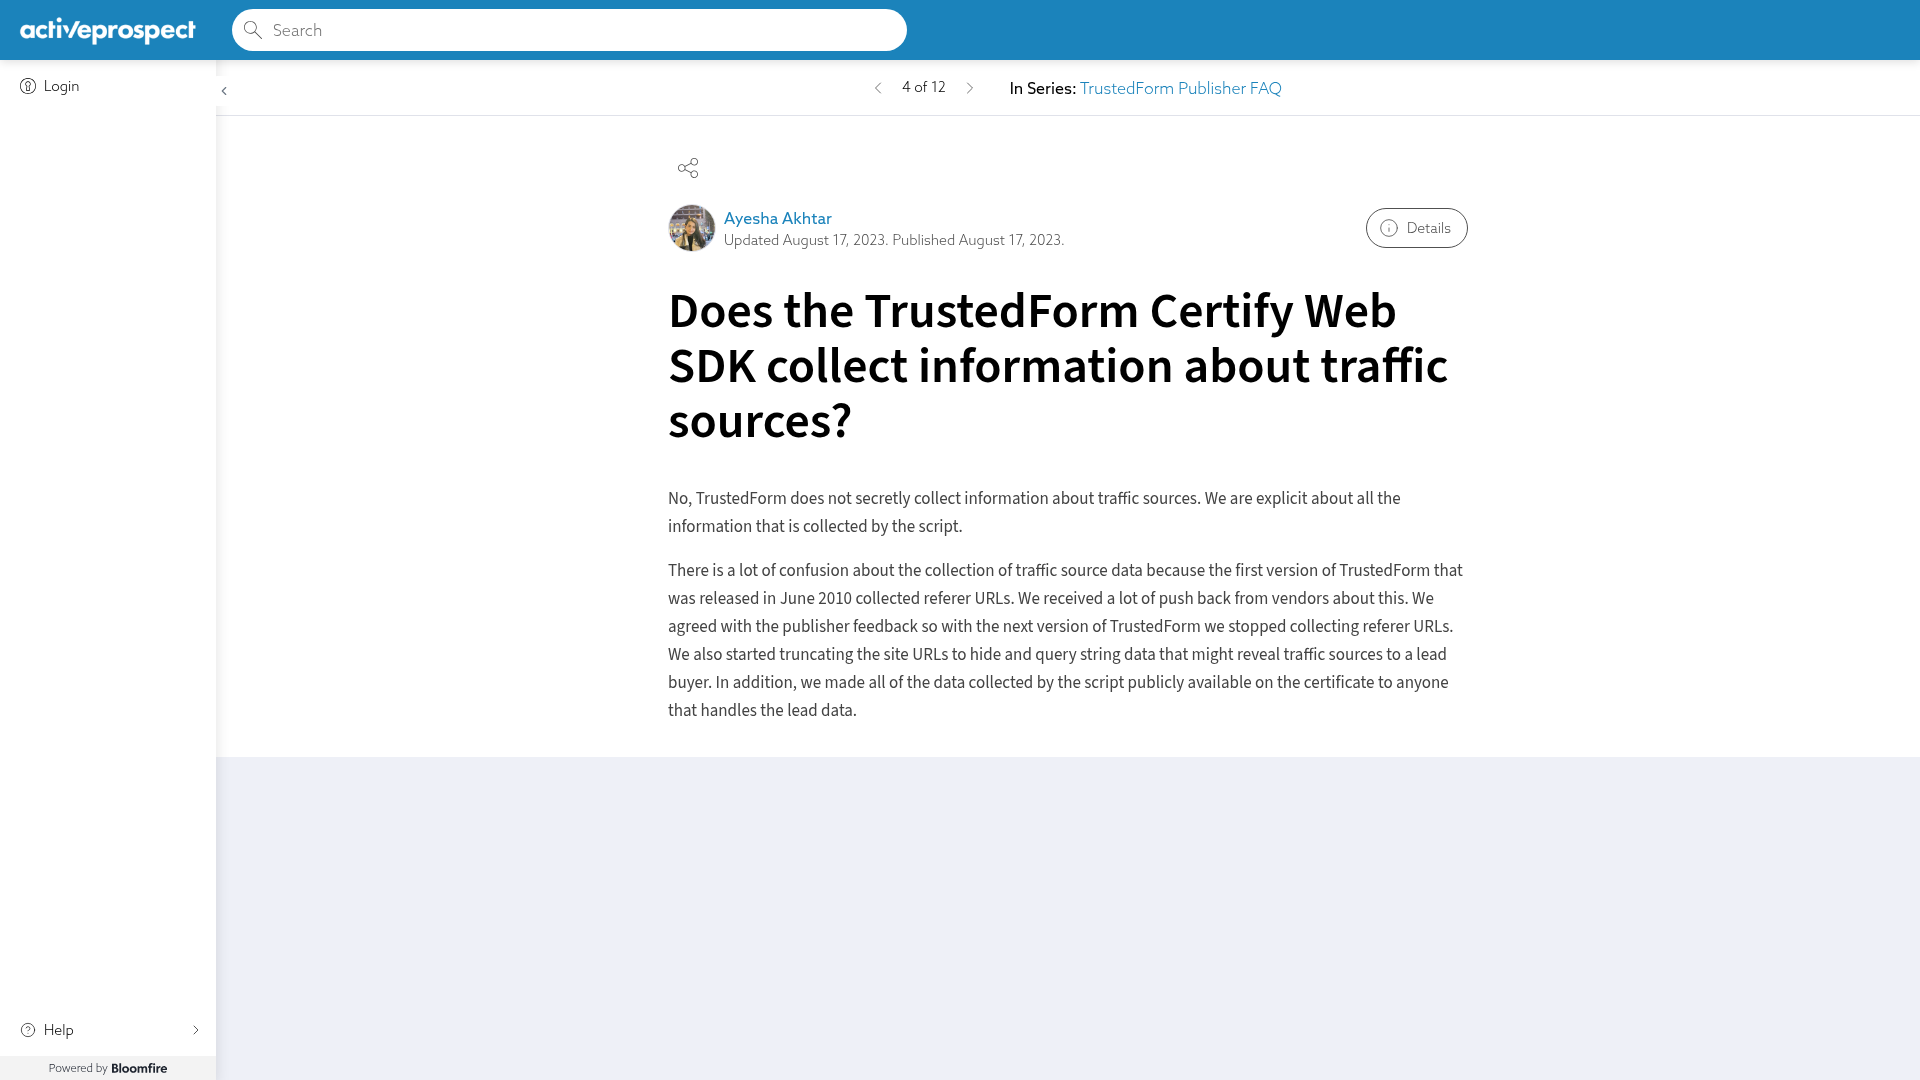 activeprospect
Search
Login
4 of 12
In Series: TrustedForm Publisher FAQ
Ayesha Akhtar
Updated August 17, 2023. Published August 17, 2023.
Details
Does the TrustedForm Certify Web
SDK collect information about traffic
sources?
No, TrustedForm does not secretly collect information about traffic sources. We are explicit about all the
information that is collected by the script.
There is a lot of confusion about the collection of traffic source data because the first version of TrustedForm that
was released in June 2010 collected referer URLs. We received a lot of push back from vendors about this. We
agreed with the publisher feedback so with the next version of TrustedForm we stopped collecting referer URLs.
We also started truncating the site URLs to hide and query string data that might reveal traffic sources to a lead
buyer. In addition, we made all of the data collected by the script publicly available on the certificate to anyone
that handles the lead data.
Help
Powered by Bloomfire